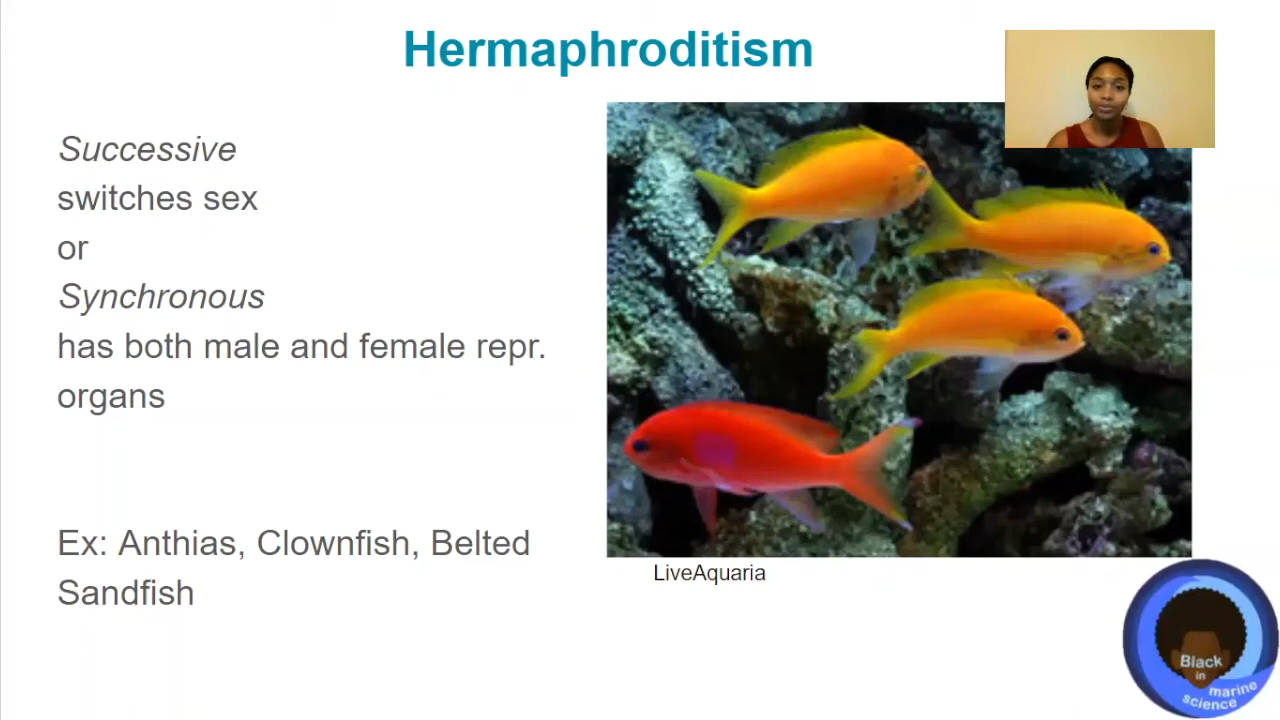 Hermaphroditism
Successive
switches sex
or
Synchronous
has both male and female repr.
organs
Ex: Anthias, Clownfish, Belted
Sandfish
LiveAquaria
Black
in
marine
science